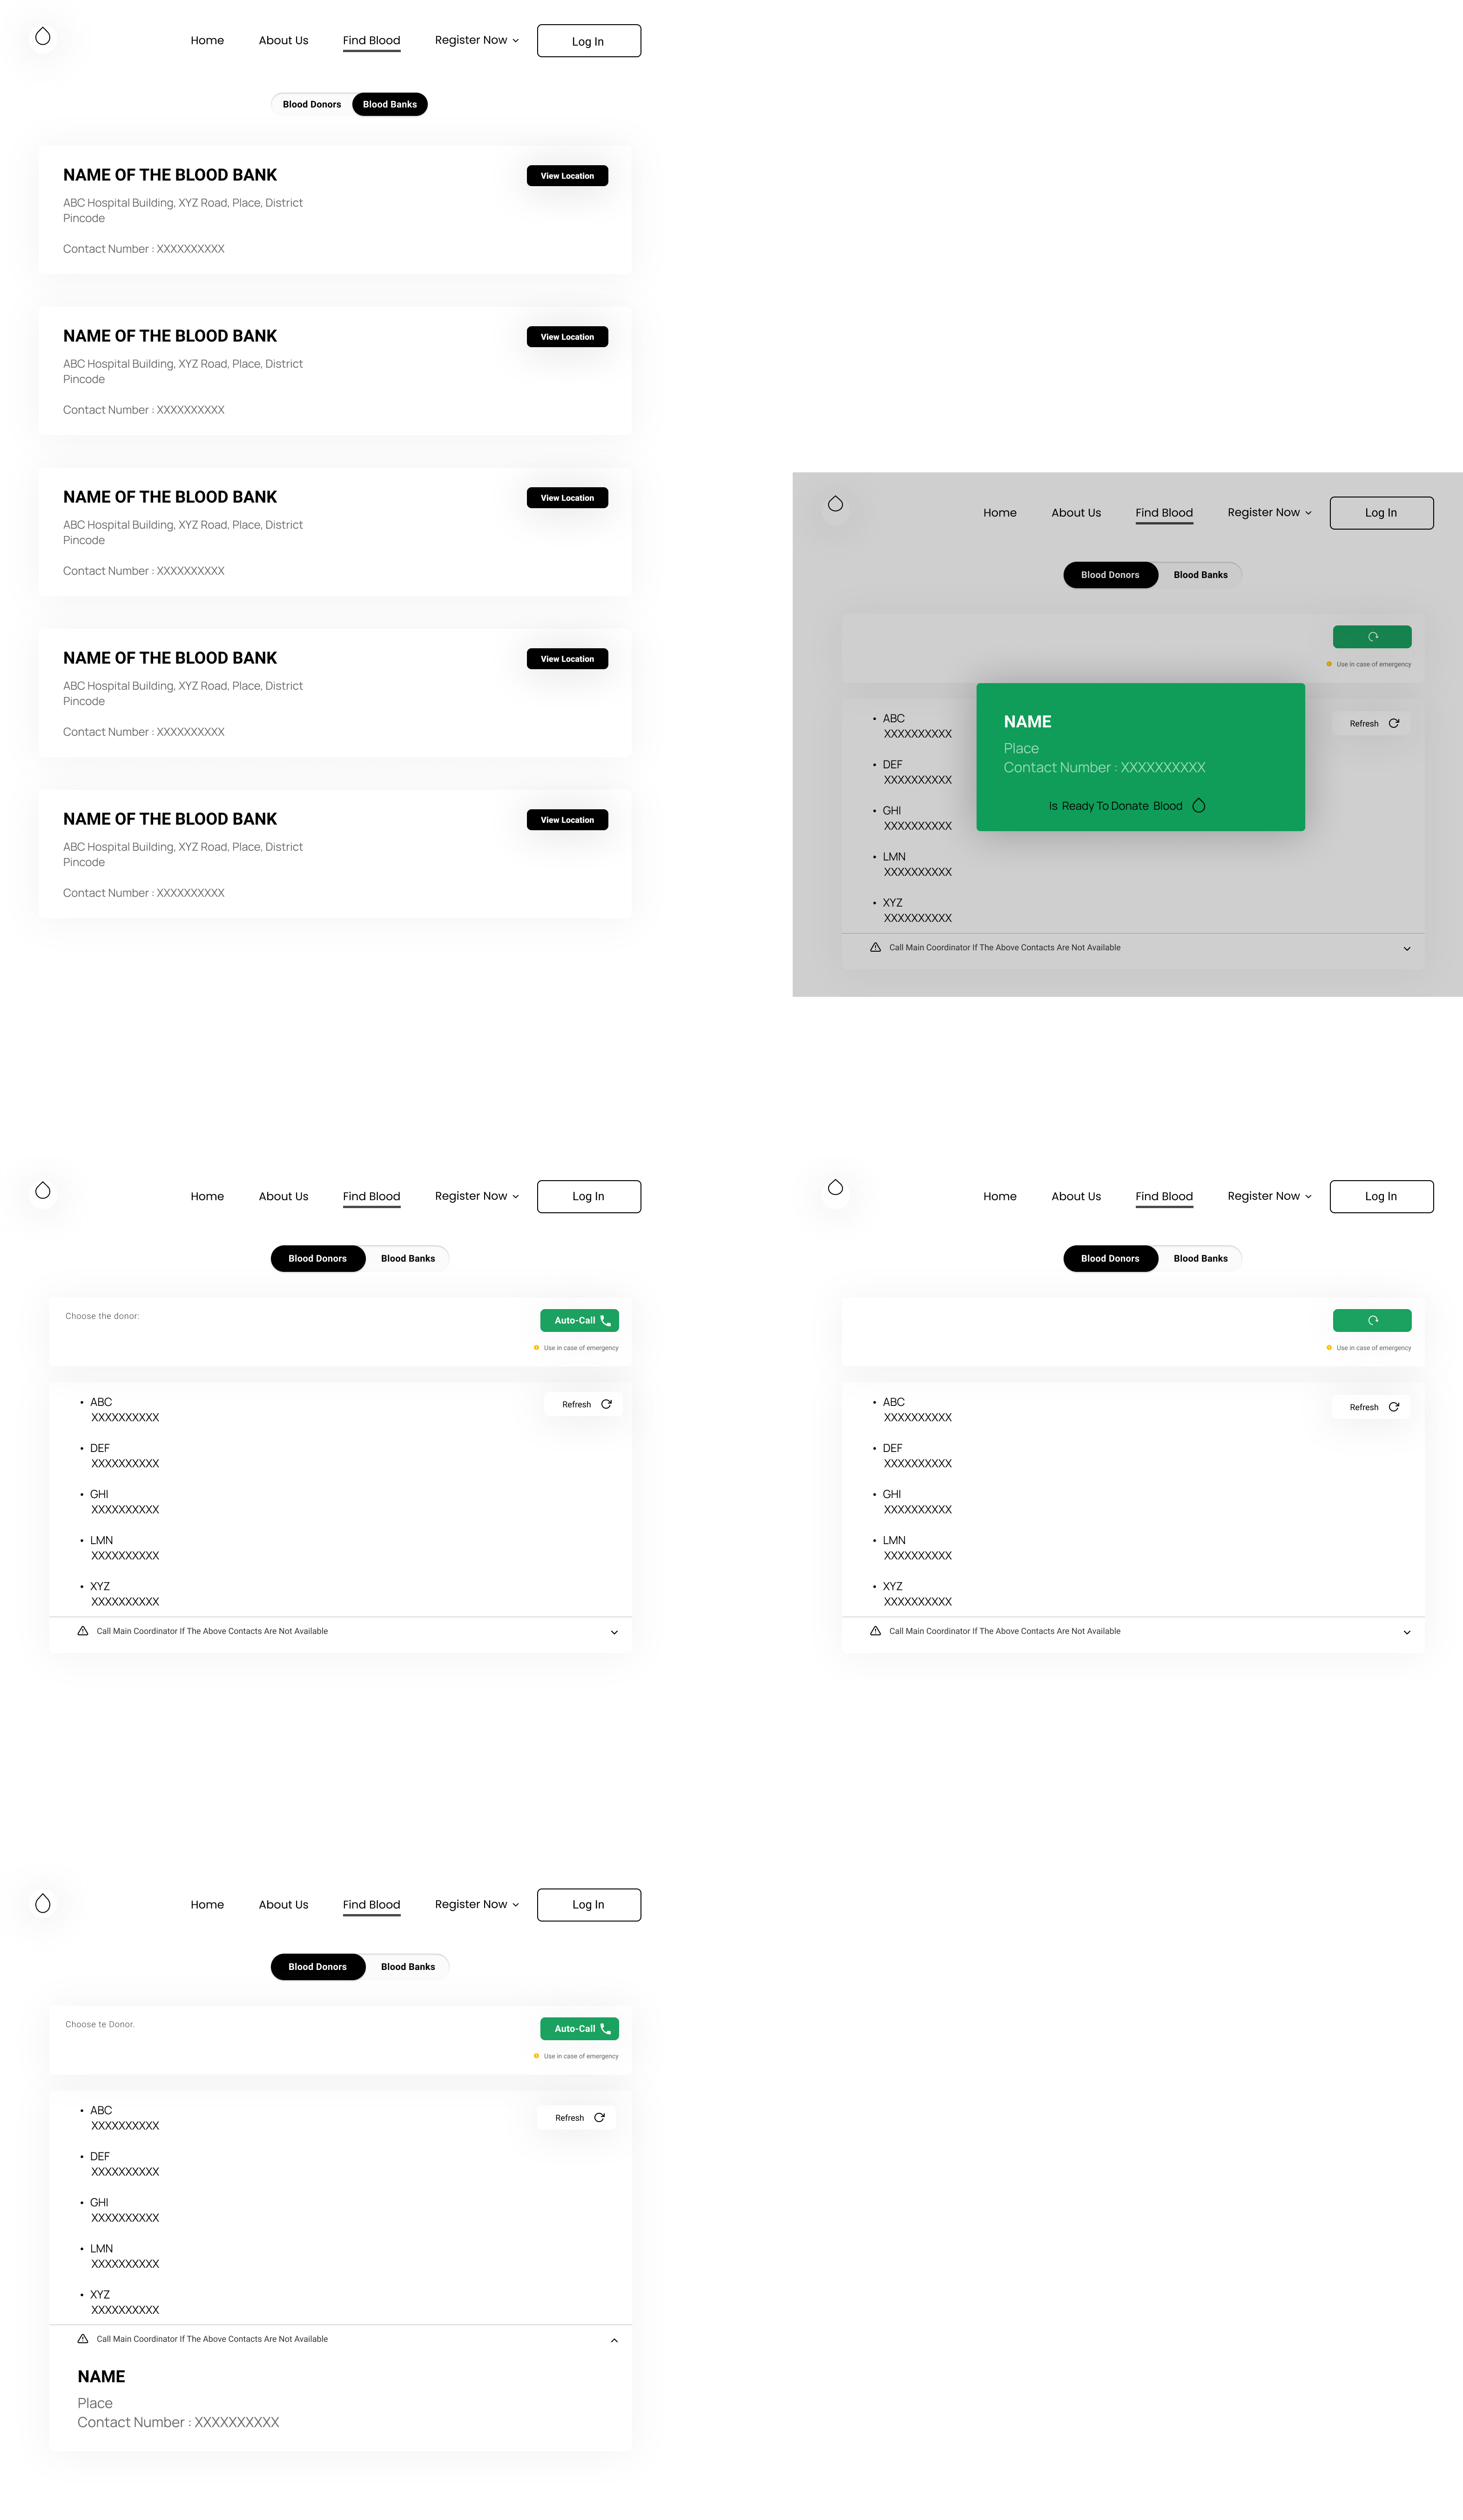 Home About Us Find Blood Register Now Log In
Blood Donors Blood Banks
NAME OF THE BLOOD BANK View Location
ABC Hospital Building, XYZ Road, Place, District
Pincode
Contact Number : XXXXXXXXXX
NAME OF THE BLOOD BANK View Location
ABC Hospital Building, XYZ Road, Place, District
Pincode
Contact Number : XXXXXXXXXX
NAME OF THE BLOOD BANK View Location
ABC Hospital Building, XYZ Road, Place, District
Pincode
Contact Number : XXXXXXXXXX
NAME OF THE BLOOD BANK View Location
ABC Hospital Building, XYZ Road, Place, District
Pincode
Contact Number : XXXXXXXXXX
NAME OF THE BLOOD BANK View Location
ABC Hospital Building, XYZ Road, Place, District
Pincode
Contact Number : XXXXXXXXXX
Home About Us Find Blood Register Now Log In
Blood Donors Blood Banks
Use in case of emergency
Refresh
• ABC
XXXXXXXXXX
• DEF
XXXXXXXXXX
• GHI
XXXXXXXXXX
• LMN
XXXXXXXXXX
• XYZ
XXXXXXXXXX
NAME
Place
Contact Number : XXXXXXXXXX
Is Ready To Donate Blood
Call Main Coordinator If The Above Contacts Are Not Available
Home About Us Find Blood Register Now Log In
Blood Donors Blood Banks
Choose the donor: Auto-Call
Use in case of emergency
Refresh
• ABC
XXXXXXXXXX
• DEF
XXXXXXXXXX
• GHI
XXXXXXXXXX
• LMN
XXXXXXXXXX
• XYZ
XXXXXXXXXX
Call Main Coordinator If The Above Contacts Are Not Available
Home About Us Find Blood Register Now Log In
Blood Donors Blood Banks
Use in case of emergency
Refresh
• ABC
XXXXXXXXXX
• DEF
XXXXXXXXXX
• GHI
XXXXXXXXXX
• LMN
XXXXXXXXXX
• XYZ
XXXXXXXXXX
Call Main Coordinator If The Above Contacts Are Not Available
Home About Us Find Blood Register Now Log In
Blood Donors Blood Banks
Choose te Donor. Auto-Call
Use in case of emergency
Refresh
• ABC
XXXXXXXXXX
• DEF
XXXXXXXXXX
• GHI
XXXXXXXXXX
• LMN
XXXXXXXXXX
• XYZ
XXXXXXXXXX
Call Main Coordinator If The Above Contacts Are Not Available
NAME
Place
Contact Number : XXXXXXXXXX